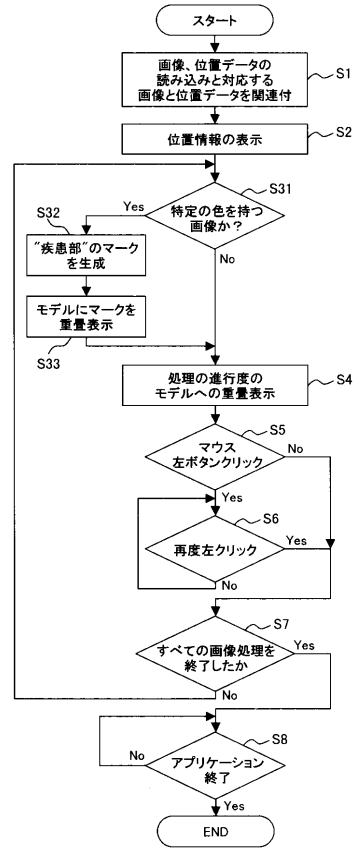 スタート
画像、位置データの
読み込みと対応する
画像と位置データを関連付
S1
位置情報の表示
S2
S31
特定の色を持つ
画像か？
Yes
No
S32
"疾患部"のマーク
を生成
モデルにマークを
重畳表示
S33
処理の進行度の
モデルへの重畳表示
S4
S5
マウス
左ボタンクリック
No
Yes
S6
再度左クリック
Yes
No
S7
すべての画像処理を
終了したか
Yes
No
S8
アプリケーション
終了
No
Yes
END